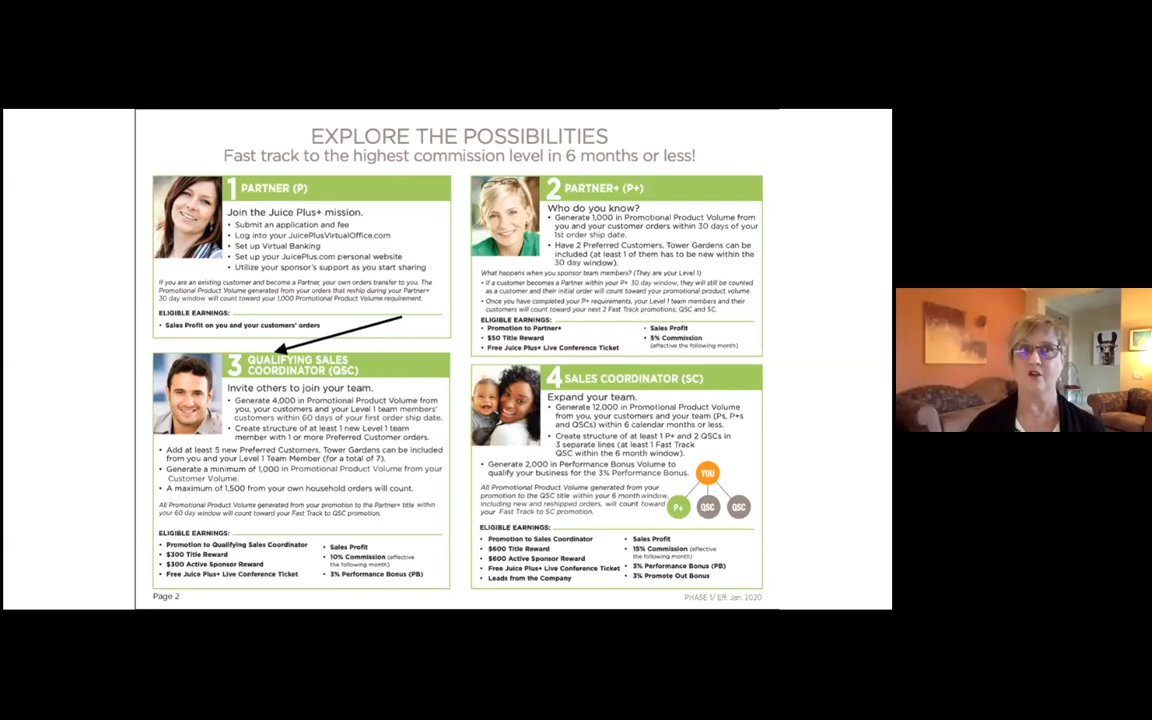 EXPLORE THE POSSIBILITIES
Fast track to the highest commission level in 6 months or less!
1 PARTNER (P)
Join the Juice Plus+ mission.
• Submit an application and fee
• Log into your JuicePlusVirtualOffice.com
• Set up Virtual Banking
• Set up your JuicePlus.com personal website
• Utilize your sponsor's support as you start sharing
If you are an existing customer and become a Partner, your own orders transfer to you. The
Promotional Product Volume generated from your orders that reship during your Partner+
30 day window will count toward your 1,000 Promotional Product Volume requirement.
ELIGIBLE EARNINGS:
• Sales Profit on you and your customers' orders
2 PARTNER+ (P+)
Who do you know?
• Generate 1,000 in Promotional Product Volume from
you and your customer orders within 30 days of your
1st order ship date.
• Have 2 Preferred Customers, Tower Gardens can be
included (at least 1 of them has to be new within the
30 day window).
What happens when you sponsor team members? (They are your Level 1)
• If a customer becomes a Partner within your P+ 30 day window, they will still be counted
as a customer and their initial order will count toward your promotional product volume.
• Once you have completed your P+ requirements, your Level 1 team members and their
customers will count toward your next 2 Fast Track promotions; QSC and SC.
ELIGIBLE EARNINGS:
• Promotion to Partner+
• $50 Title Reward
• Free Juice Plus+ Live Conference Ticket
• Sales Profit
• 5% Commission
(effective the following month)
3 QUALIFYING SALES
COORDINATOR (QSC)
Invite others to join your team.
• Generate 4,000 in Promotional Product Volume from
you, your customers and your Level 1 team members'
customers within 60 days of your first order ship date.
• Create structure of at least 1 new Level 1 team
member with 1 or more Preferred Customer orders.
• Add at least 5 new Preferred Customers, Tower Gardens can be included
from you and your Level 1 Team Member (for a total of 7).
• Generate a minimum of 1,000 in Promotional Product Volume from your
Customer Volume.
• A maximum of 1,500 from your own household orders will count.
All Promotional Product Volume generated from your promotion to the Partner+ title within
your 60 day window will count toward your Fast Track to QSC promotion.
ELIGIBLE EARNINGS:
• Promotion to Qualifying Sales Coordinator
• $300 Title Reward
• $300 Active Sponsor Reward
• Free Juice Plus+ Live Conference Ticket
• Sales Profit
• 10% Commission (effective
the following month)
• 3% Performance Bonus (PB)
4 SALES COORDINATOR (SC)
Expand your team.
• Generate 12,000 in Promotional Product Volume
from you, your customers and your team (Ps, P+s
and QSCs) within 6 calendar months or less.
• Create structure of at least 1 P+ and 2 QSCs in
3 separate lines (at least 1 Fast Track
QSC within the 6 month window).
• Generate 2,000 in Performance Bonus Volume to
qualify your business for the 3% Performance Bonus.
All Promotional Product Volume generated from your
promotion to the QSC title within your 6 month window,
including new and reshipped orders, will count toward
your Fast Track to SC promotion.
YOU
P+ QSC QSC
ELIGIBLE EARNINGS:
• Promotion to Sales Coordinator
• $600 Title Reward
• $600 Active Sponsor Reward
• Free Juice Plus+ Live Conference Ticket
• Leads from the Company
• Sales Profit
• 15% Commission (effective
the following month)
• 3% Performance Bonus (PB)
• 3% Promote Out Bonus
Page 2
PHASE 1/ Eff. Jan. 2020